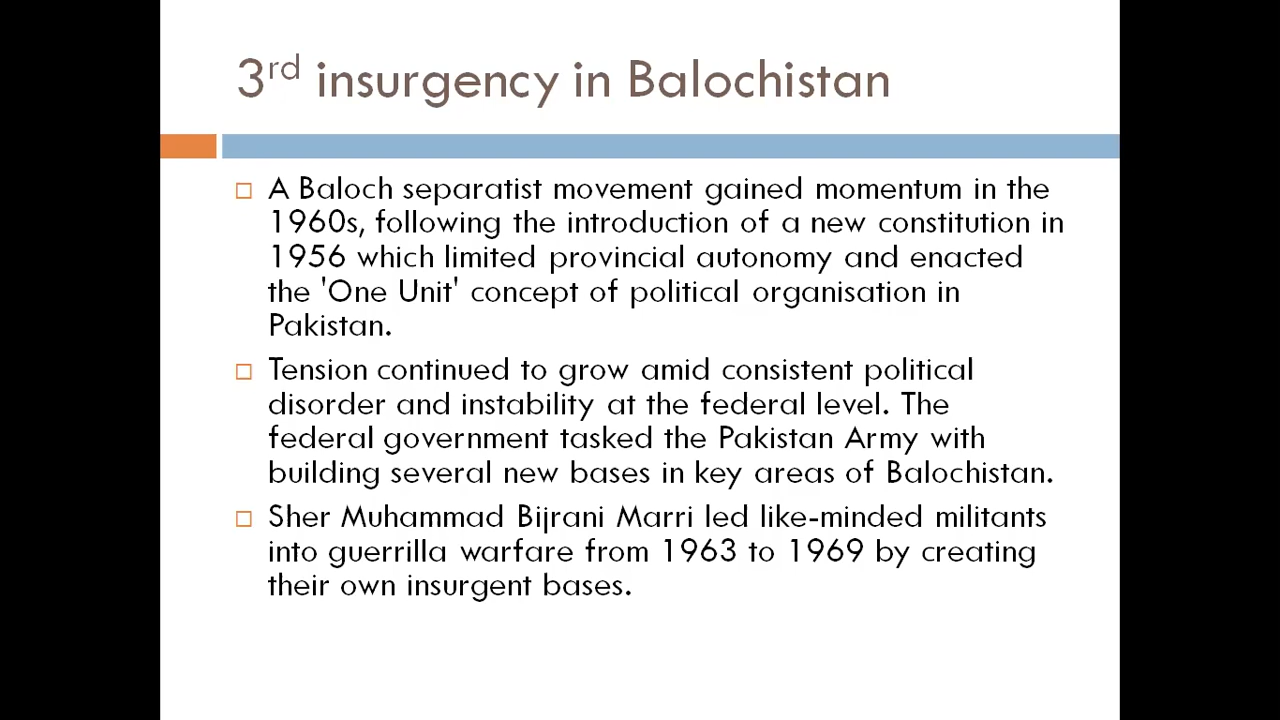 3rd insurgency in Balochistan
A Baloch separatist movement gained momentum in the
1960s, following the introduction of a new constitution in
1956 which limited provincial autonomy and enacted
the 'One Unit' concept of political organisation in
Pakistan.
Tension continued to grow amid consistent political
disorder and instability at the federal level. The
federal government tasked the Pakistan Army with
building several new bases in key areas of Balochistan.
Sher Muhammad Bijrani Marri led like-minded militants
into guerrilla warfare from 1963 to 1969 by creating
their own insurgent bases.